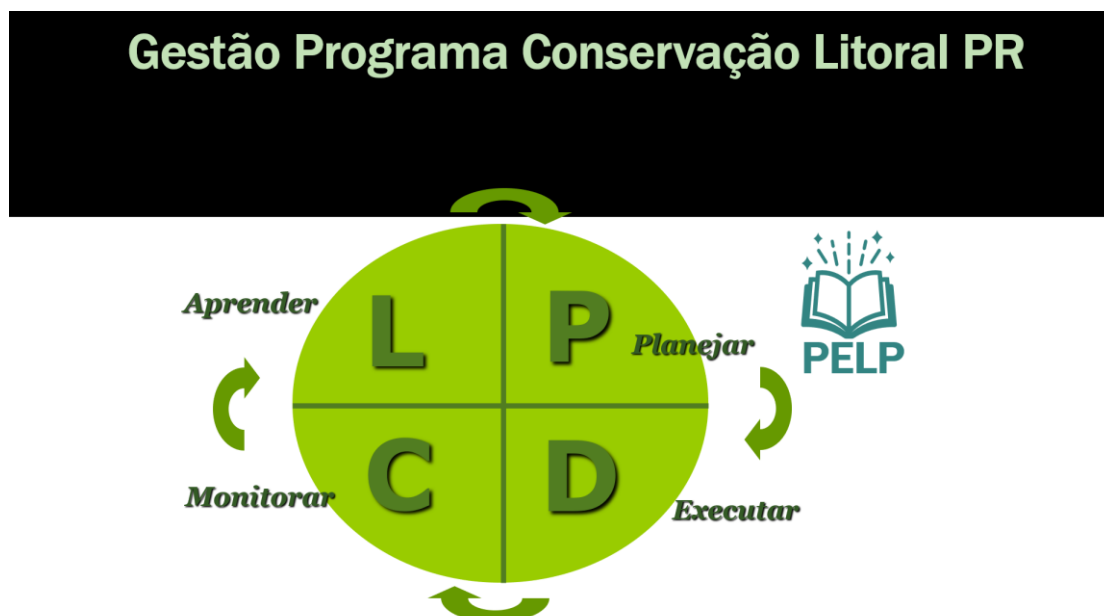 Gestão Programa Conservação Litoral PR
L
P
Aprender
Planejar
PELP
C
D
Monitorar
Executar